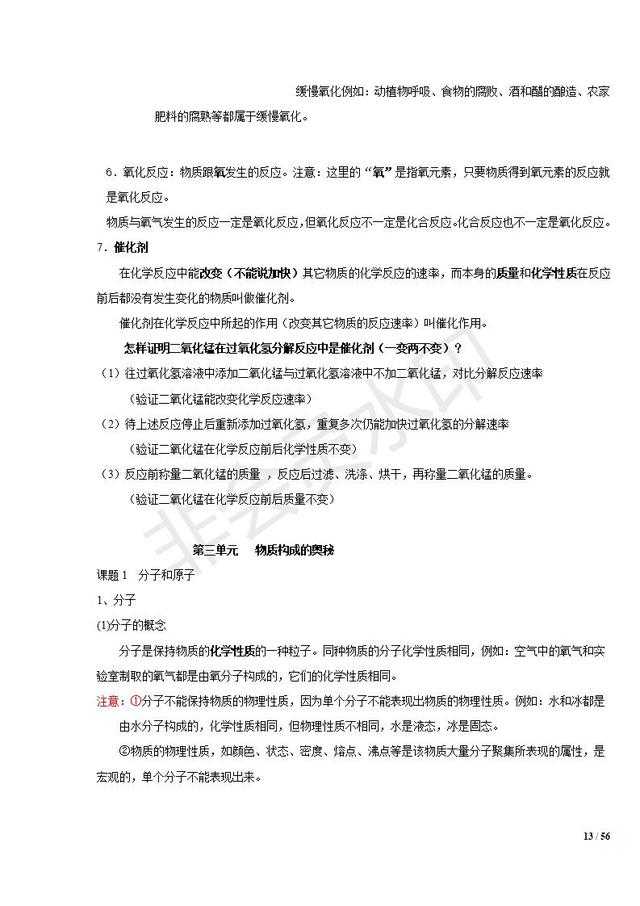 缓慢氧化例如：动植物呼吸、食物的腐败、酒和醋的酿造、农家
肥料的腐熟等都属于缓慢氧化。
6．氧化反应：物质跟氧发生的反应。注意：这里的“氧”是指氧元素，只要物质得到氧元素的反应就
是氧化反应。
物质与氧气发生的反应一定是氧化反应,但氧化反应不一定是化合反应。化合反应也不一定是氧化反应。
7．催化剂
在化学反应中能改变（不能说加快）其它物质的化学反应的速率，而本身的质量和化学性质在反应
前后都没有发生变化的物质叫做催化剂。
催化剂在化学反应中所起的作用（改变其它物质的反应速率）叫催化作用。
怎样证明二氧化锰在过氧化氢分解反应中是催化剂（一变两不变）？
（1）往过氧化氢溶液中添加二氧化锰与过氧化氢溶液中不加二氧化锰，对比分解反应速率
（验证二氧化锰能改变化学反应速率）
（2）待上述反应停止后重新添加过氧化氢，重复多次仍能加快过氧化氢的分解速率
（验证二氧化锰在化学反应前后化学性质不变）
（3）反应前称量二氧化锰的质量 ，反应后过滤、洗涤、烘干，再称量二氧化锰的质量。
（验证二氧化锰在化学反应前后质量不变）
非会员水印
第三单元 物质构成的奥秘
课题1 分子和原子
1、分子
(1)分子的概念
分子是保持物质的化学性质的一种粒子。同种物质的分子化学性质相同，例如：空气中的氧气和实
验室制取的氧气都是由氧分子构成的，它们的化学性质相同。
注意：①分子不能保持物质的物理性质，因为单个分子不能表现出物质的物理性质。例如：水和冰都是
由水分子构成的，化学性质相同，但物理性质不相同，水是液态，冰是固态。
②物质的物理性质，如颜色、状态、密度、熔点、沸点等是该物质大量分子聚集所表现的属性，是
宏观的，单个分子不能表现出来。
13 / 56